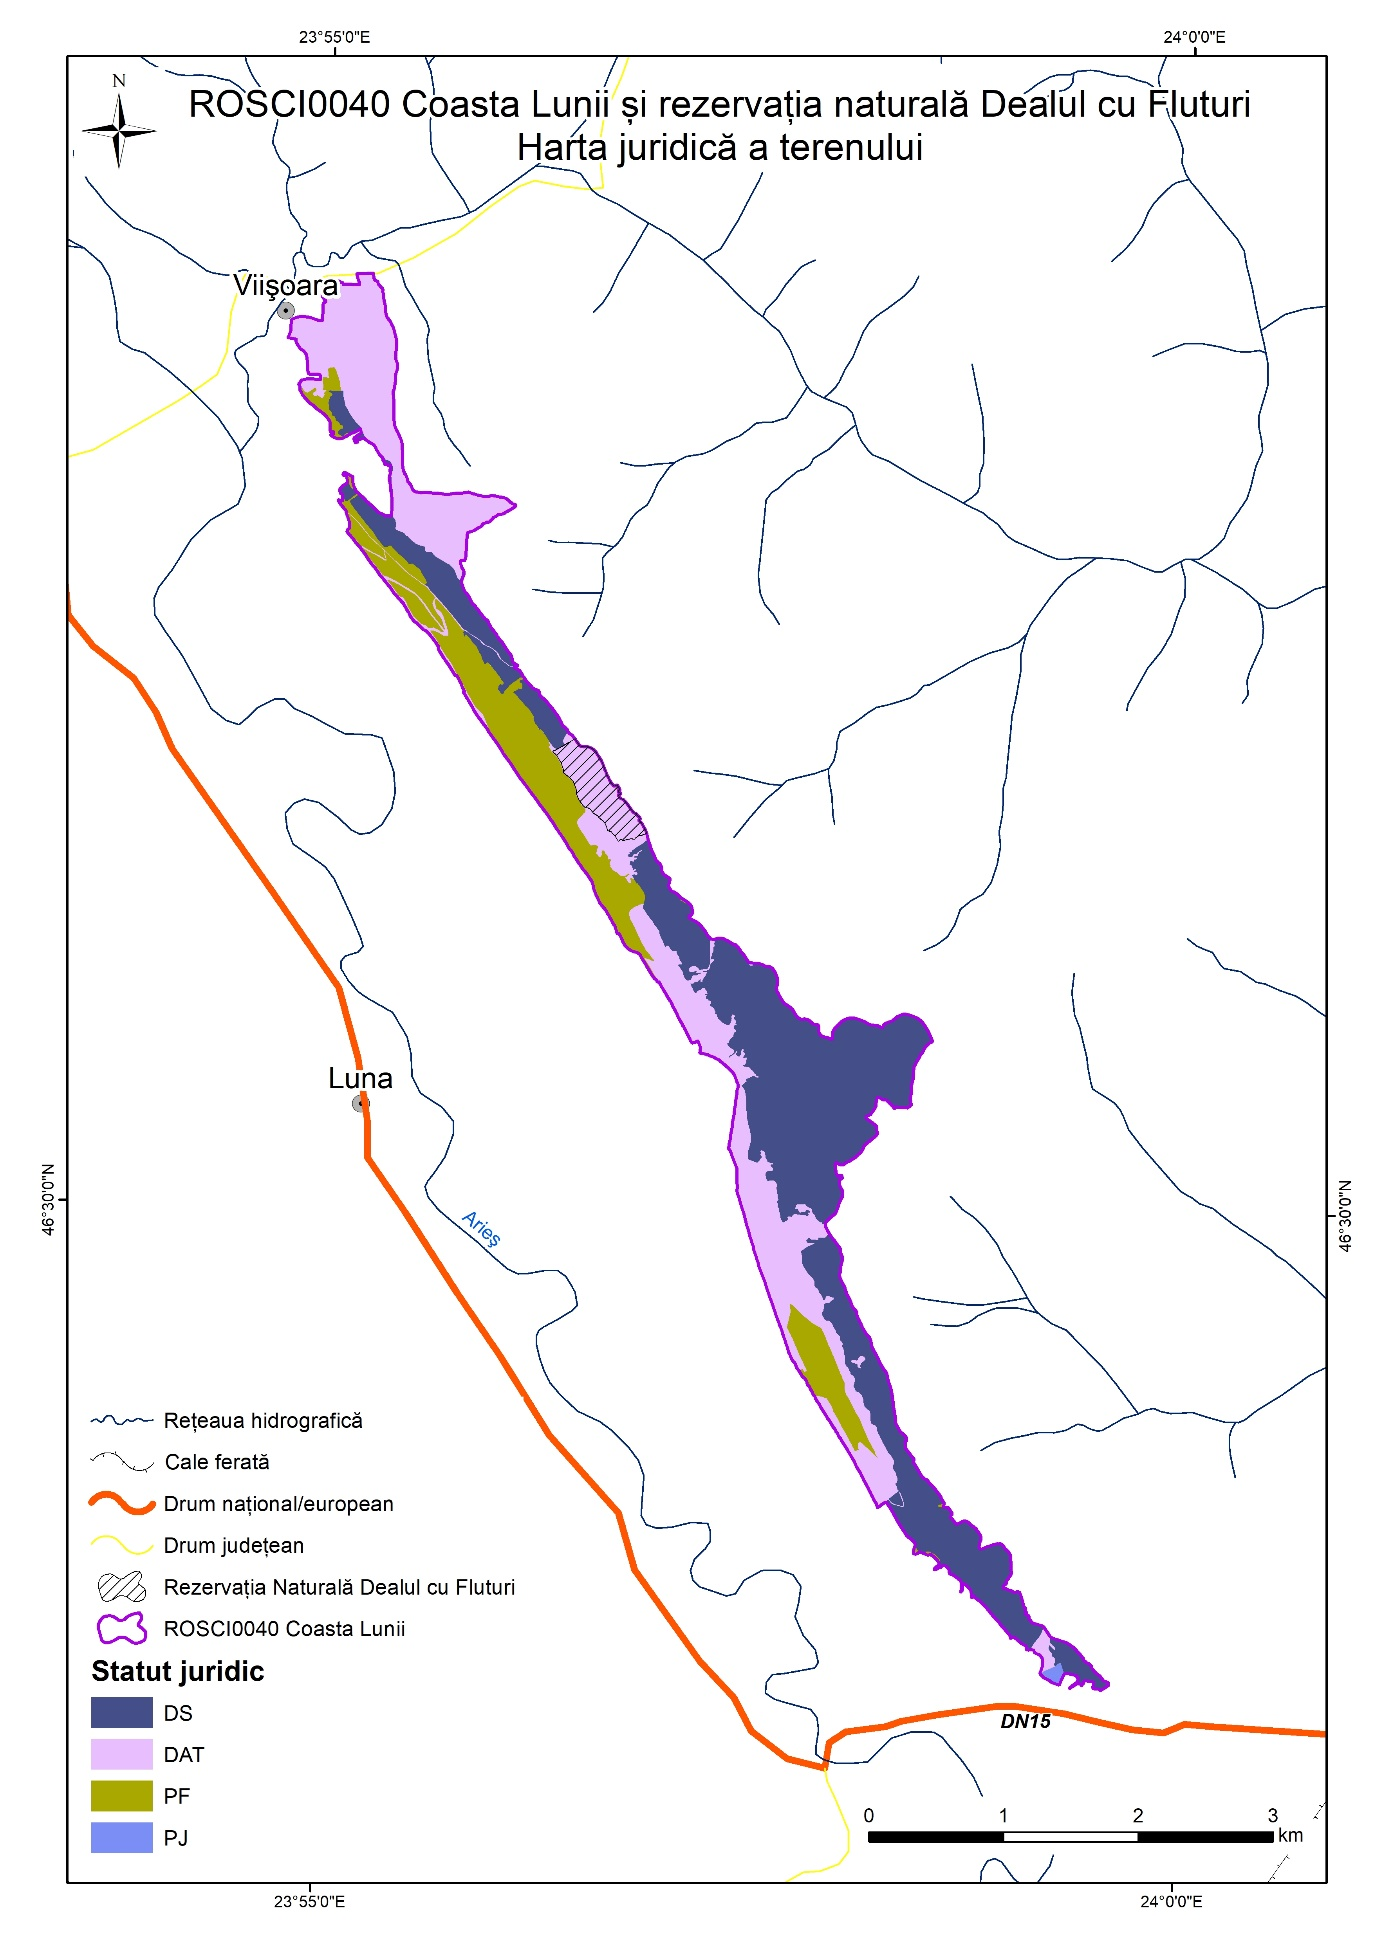 23°55'0"E
24°0'0"E
N
ROSCI0040 Coasta Lunii și rezervația naturală Dealul cu Fluturi
Harta juridică a terenului
Viișoara
Luna
46°30'0"N
46°30'0"N
Arieș
Rețeaua hidrografică
Cale ferată
Drum național/european
Drum județean
Rezervația Naturală Dealul cu Fluturi
ROSCI0040 Coasta Lunii
Statut juridic
DS
DAT
PF
PJ
DN15
0 1 2 3
km
23°55'0"E
24°0'0"E